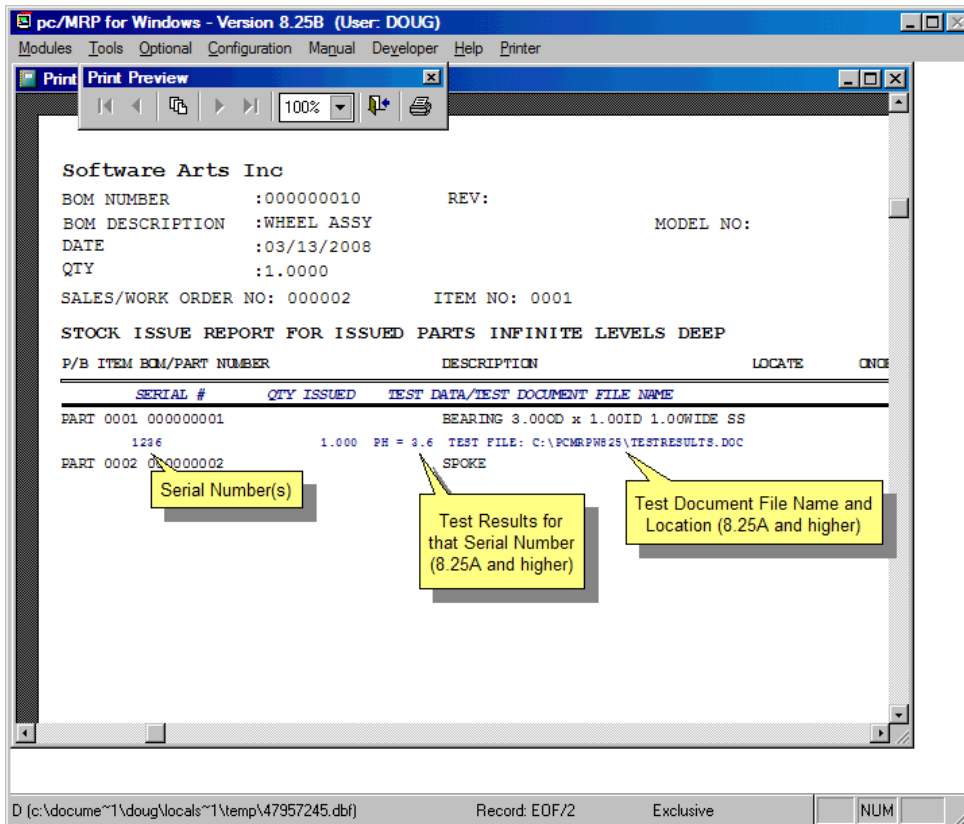 pc/MRP for Windows - Version 8.25B (User: DOUG)
Modules Tools Optional Configuration Manual Developer Help Printer
Print Print Preview
100%
Software Arts Inc
BOM NUMBER :000000010 REV:
BOM DESCRIPTION :WHEEL ASSY MODEL NO:
DATE :03/13/2008
QTY :1.0000
SALES/WORK ORDER NO: 000002 ITEM NO: 0001
STOCK ISSUE REPORT FOR ISSUED PARTS INFINITE LEVELS DEEP
P/B ITEM BOM/PART NUMBER DESCRIPTION LOCATE
SERIAL # QTY ISSUED TEST DATA/TEST DOCUMENT FILE NAME
PART 0001 000000001 BEARING 3.00OD x 1.00ID 1.00WIDE SS
1236 1.000 PH = 3.6 TEST FILE: C:\PCMRPW825\TESTRESULTS.DOC
PART 0002 000000002 SPOKE
Serial Number(s)
Test Results for
that Serial Number
(8.25A and higher)
Test Document File Name and
Location (8.25A and higher)
D (c:\docume~1\doug\locals~1\temp\47957245.dbf) Record: EOF/2 Exclusive NUM